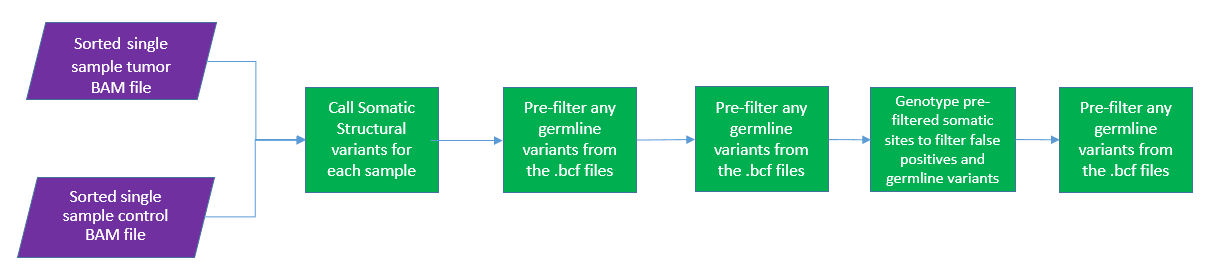 Sorted single
sample tumor
BAM file
Sorted single
sample control
BAM file
Call Somatic
Structural
variants for
each sample
Pre-filter any
germline
variants from
the .bcf files
Pre-filter any
germline
variants from
the .bcf files
Genotype pre-
filtered somatic
sites to filter false
positives and
germline variants
Pre-filter any
germline
variants from
the .bcf files